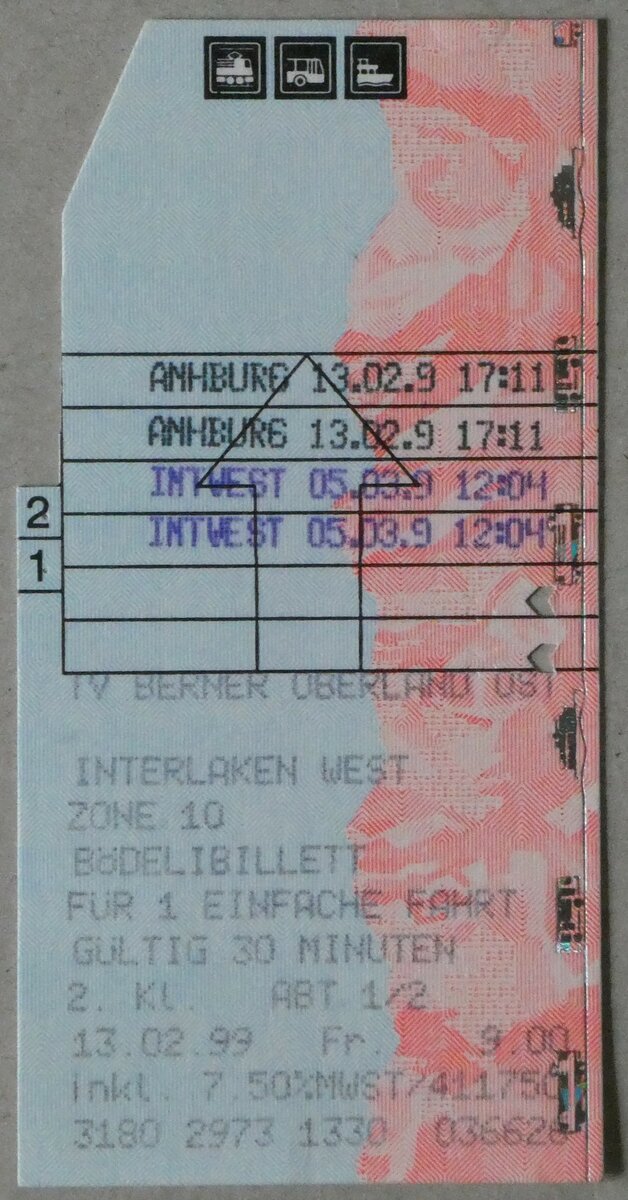 ANHBURG 13.02.9 17:11
ANHBURG 13.02.9 17:11
INTWEST 05.03.9 12:04
2
INTWEST 05.03.9 12:04
1
TV BERNER OBERLAND OST
INTERLAKEN WEST
ZONE 10
BöDELIBILLETT
FüR 1 EINFACHE FAHRT
GüLTIG 30 MINUTEN
2. Kl. ABT 1/2
13.02.99 Fr. 9.00
inkl. 7.50%MWST/411750
3180 2973 1330 036628